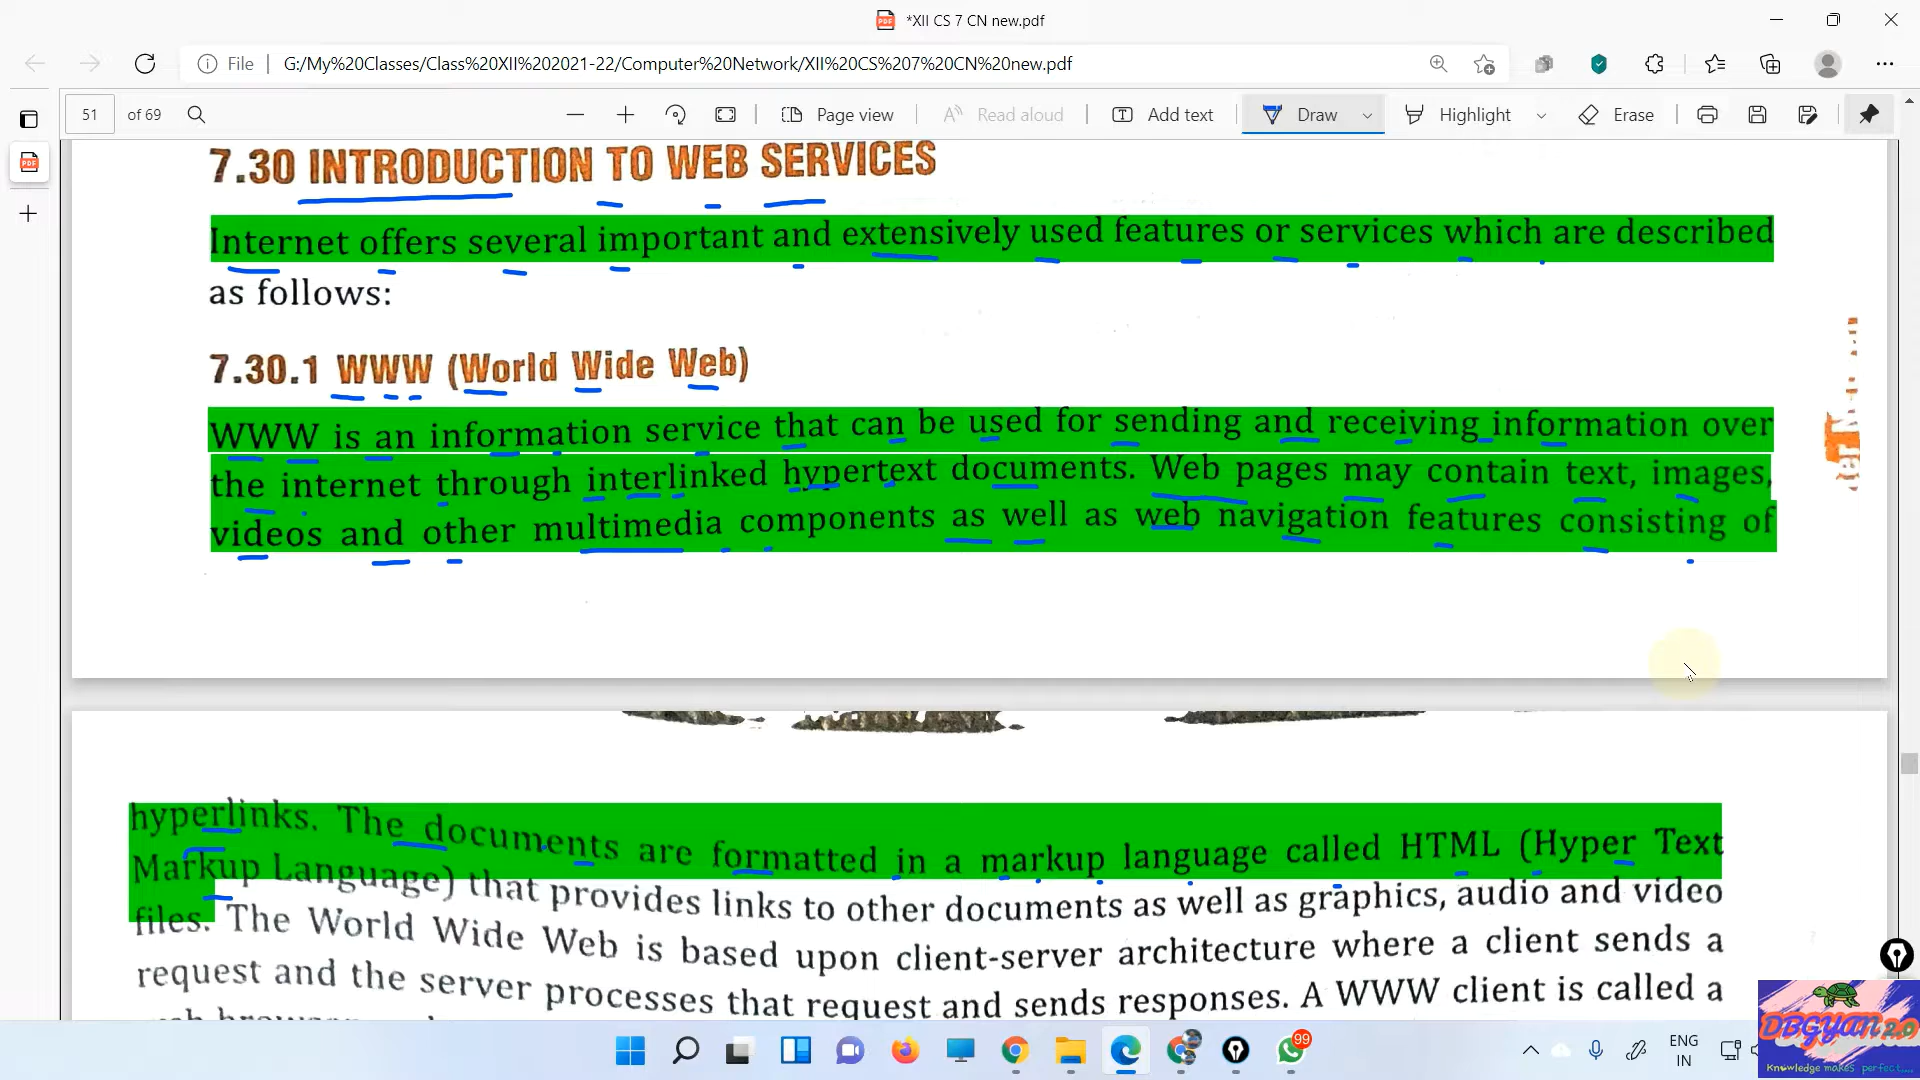 *XII CS 7 CN new.pdf
File
G:/My%20Classes/Class%20XII%202021-22/Computer%20Network/XII%20CS%207%20CN%20new.pdf
51 of 69
Page view
Read aloud
Add text
Draw
Highlight
Erase
7.30 INTRODUCTION TO WEB SERVICES
Internet offers several important and extensively used features or services which are described
as follows:
7.30.1 WWW (World Wide Web)
WWW is an information service that can be used for sending and receiving information over
the internet through interlinked hypertext documents. Web pages may contain text, images,
videos and other multimedia components as well as web navigation features consisting of
hyperlinks. The documents are formatted in a markup language called HTML (Hyper Text
Markup Language) that provides links to other documents as well as graphics, audio and video
files. The World Wide Web is based upon client-server architecture where a client sends a
request and the server processes that request and sends responses. A WWW client is called a
99
ENG
IN
DBGYAN 2.0
Knowledge makes perfect....